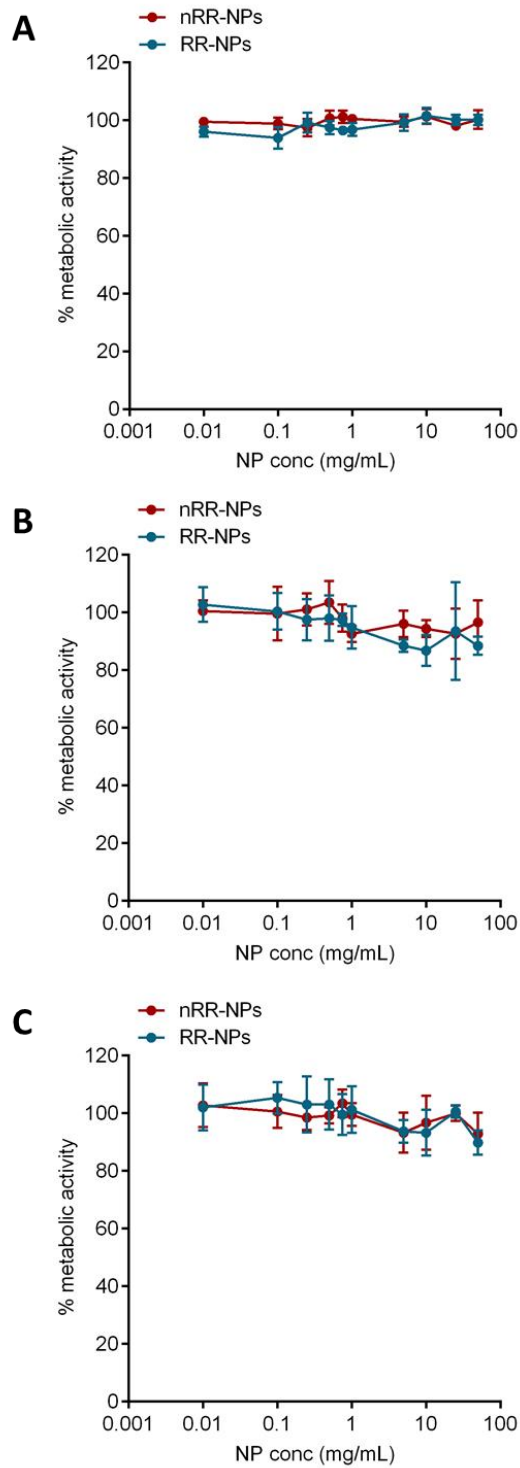 A
nRR-NPs
RR-NPs
120
100
80
60
40
20
0
% metabolic activity
0.001 0.01 0.1 1 10 100
NP conc (mg/mL)
B
nRR-NPs
RR-NPs
120
100
80
60
40
20
0
% metabolic activity
0.001 0.01 0.1 1 10 100
NP conc (mg/mL)
C
nRR-NPs
RR-NPs
120
100
80
60
40
20
0
% metabolic activity
0.001 0.01 0.1 1 10 100
NP conc (mg/mL)